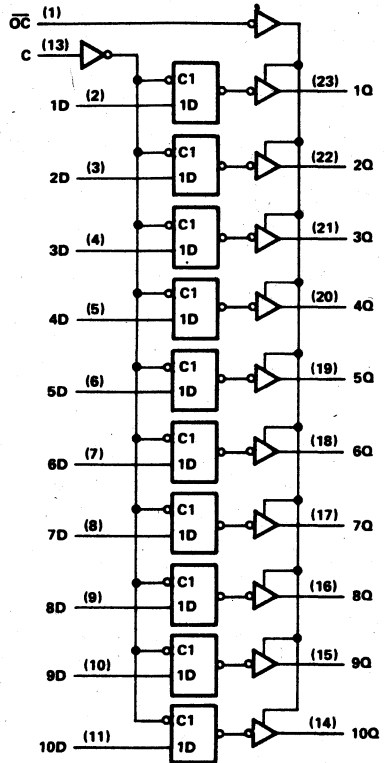 OC (1)
C (13)
C1 (23)
1D (2) 1D 1Q
C1 (22)
2D (3) 1D 2Q
C1 (21)
3D (4) 1D 3Q
C1 (20)
4D (5) 1D 4Q
C1 (19)
5D (6) 1D 5Q
C1 (18)
6D (7) 1D 6Q
C1 (17)
7D (8) 1D 7Q
C1 (16)
8D (9) 1D 8Q
C1 (15)
9D (10) 1D 9Q
C1 (14)
10D (11) 1D 10Q